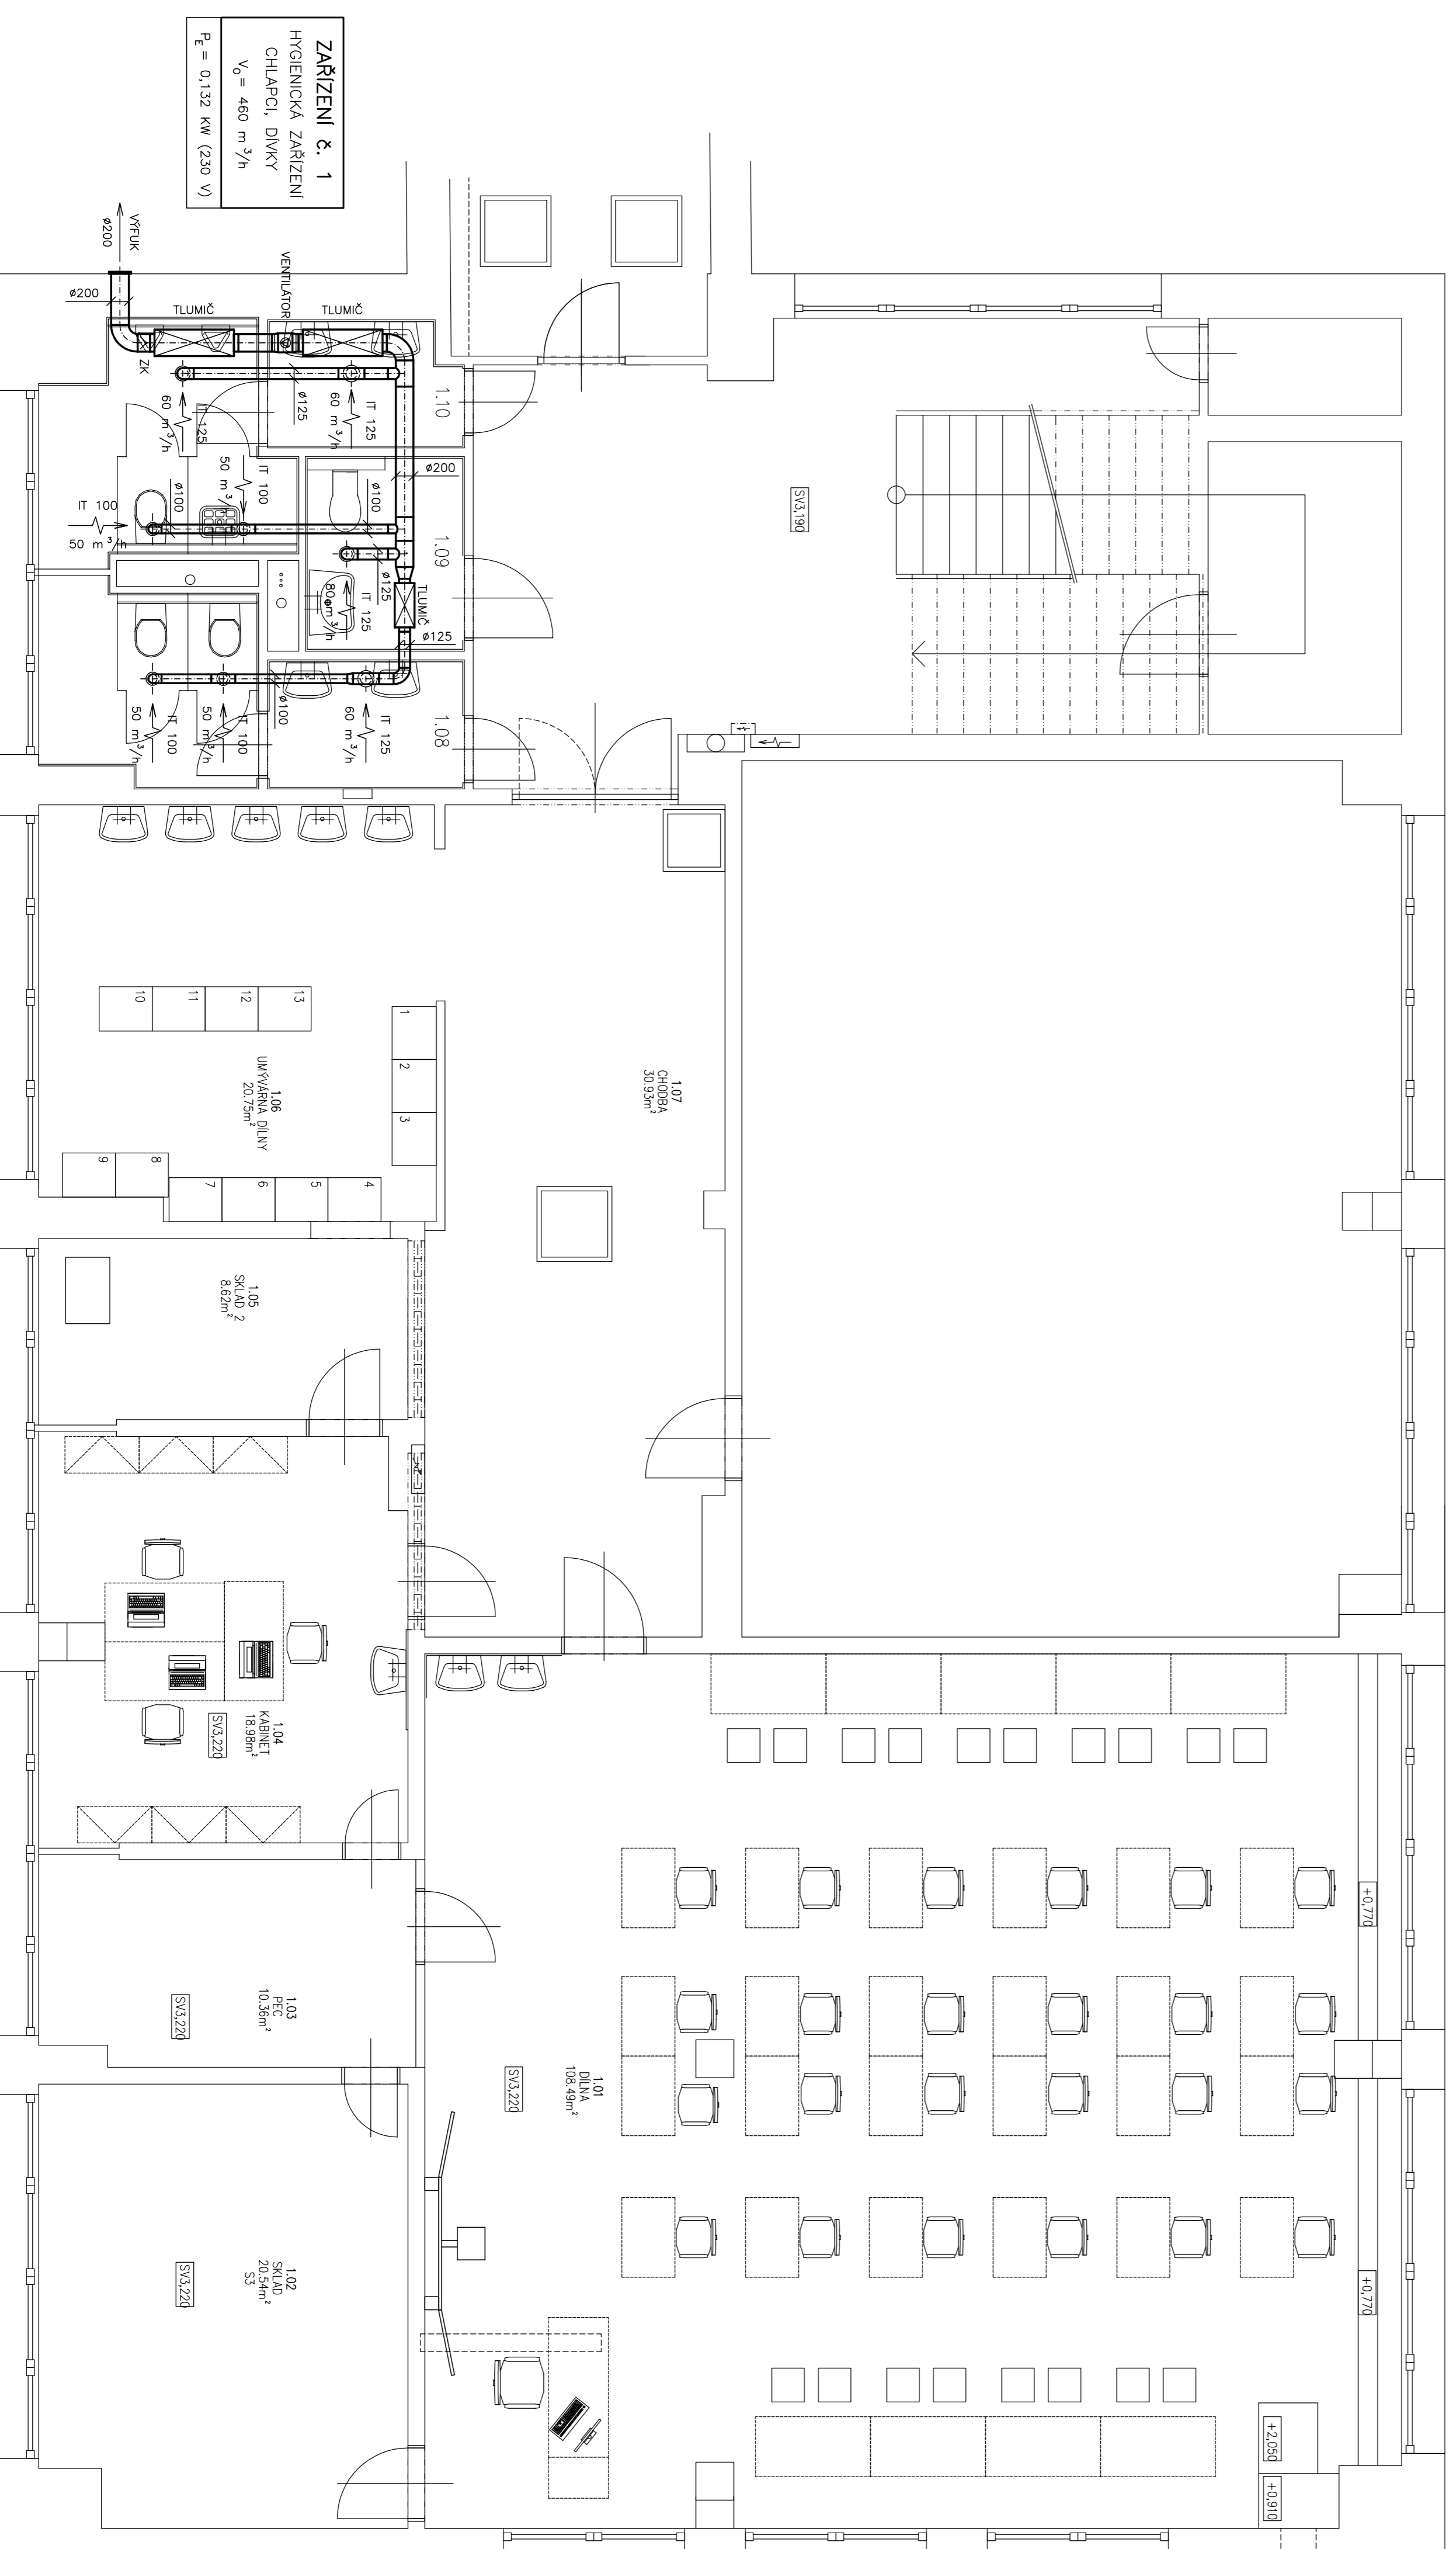 ZAŘÍZENÍ č. 1
HYGIENICKÁ ZAŘÍZENÍ
CHLAPCI, DÍVKY
V₀ = 460 m³/h
Pᴇ = 0,132 KW (230 V)
VÝFUK
ø200
ø200
TLUMIČ
VENTILÁTOR
TLUMIČ
ZK
ø125
IT 125
60 m³/h
IT 125
60 m³/h
1.10
ø200
IT 100
50 m³/h
ø100
ø100
IT 100
50 m³/h
1.09
ø125
IT 125
80 m³/h
TLUMIČ
ø125
ø100
IT 125
60 m³/h
IT 100
50 m³/h
IT 100
50 m³/h
1.08
SV3,190
1.07
CHODBA
30.93m²
1.06
UMÝVÁRNA DÍLNY
20.75m²
1
2
3
4
5
6
7
8
9
10
11
12
13
1.05
SKLAD 2
8.62m²
1.04
KABINET
18.98m²
SV3,220
1.03
PEC
10.36m²
SV3,220
1.02
SKLAD
20.54m²
S3
SV3,220
1.01
DÍLNA
108.49m²
SV3,220
+0,770
+0,770
+2,050
+0,910